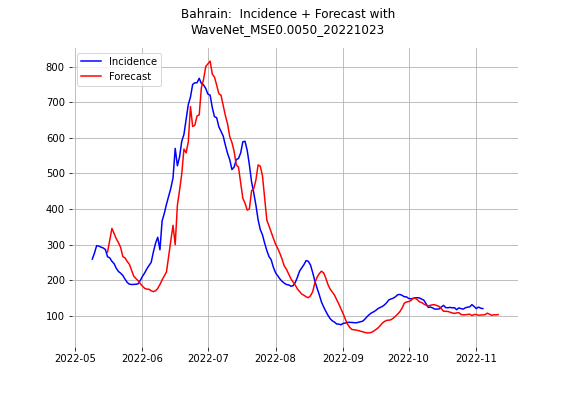 Bahrain:  Incidence + Forecast with
WaveNet_MSE0.0050_20221023
Incidence
Forecast
800
700
600
500
400
300
200
100
2022-05 2022-06 2022-07 2022-08 2022-09 2022-10 2022-11